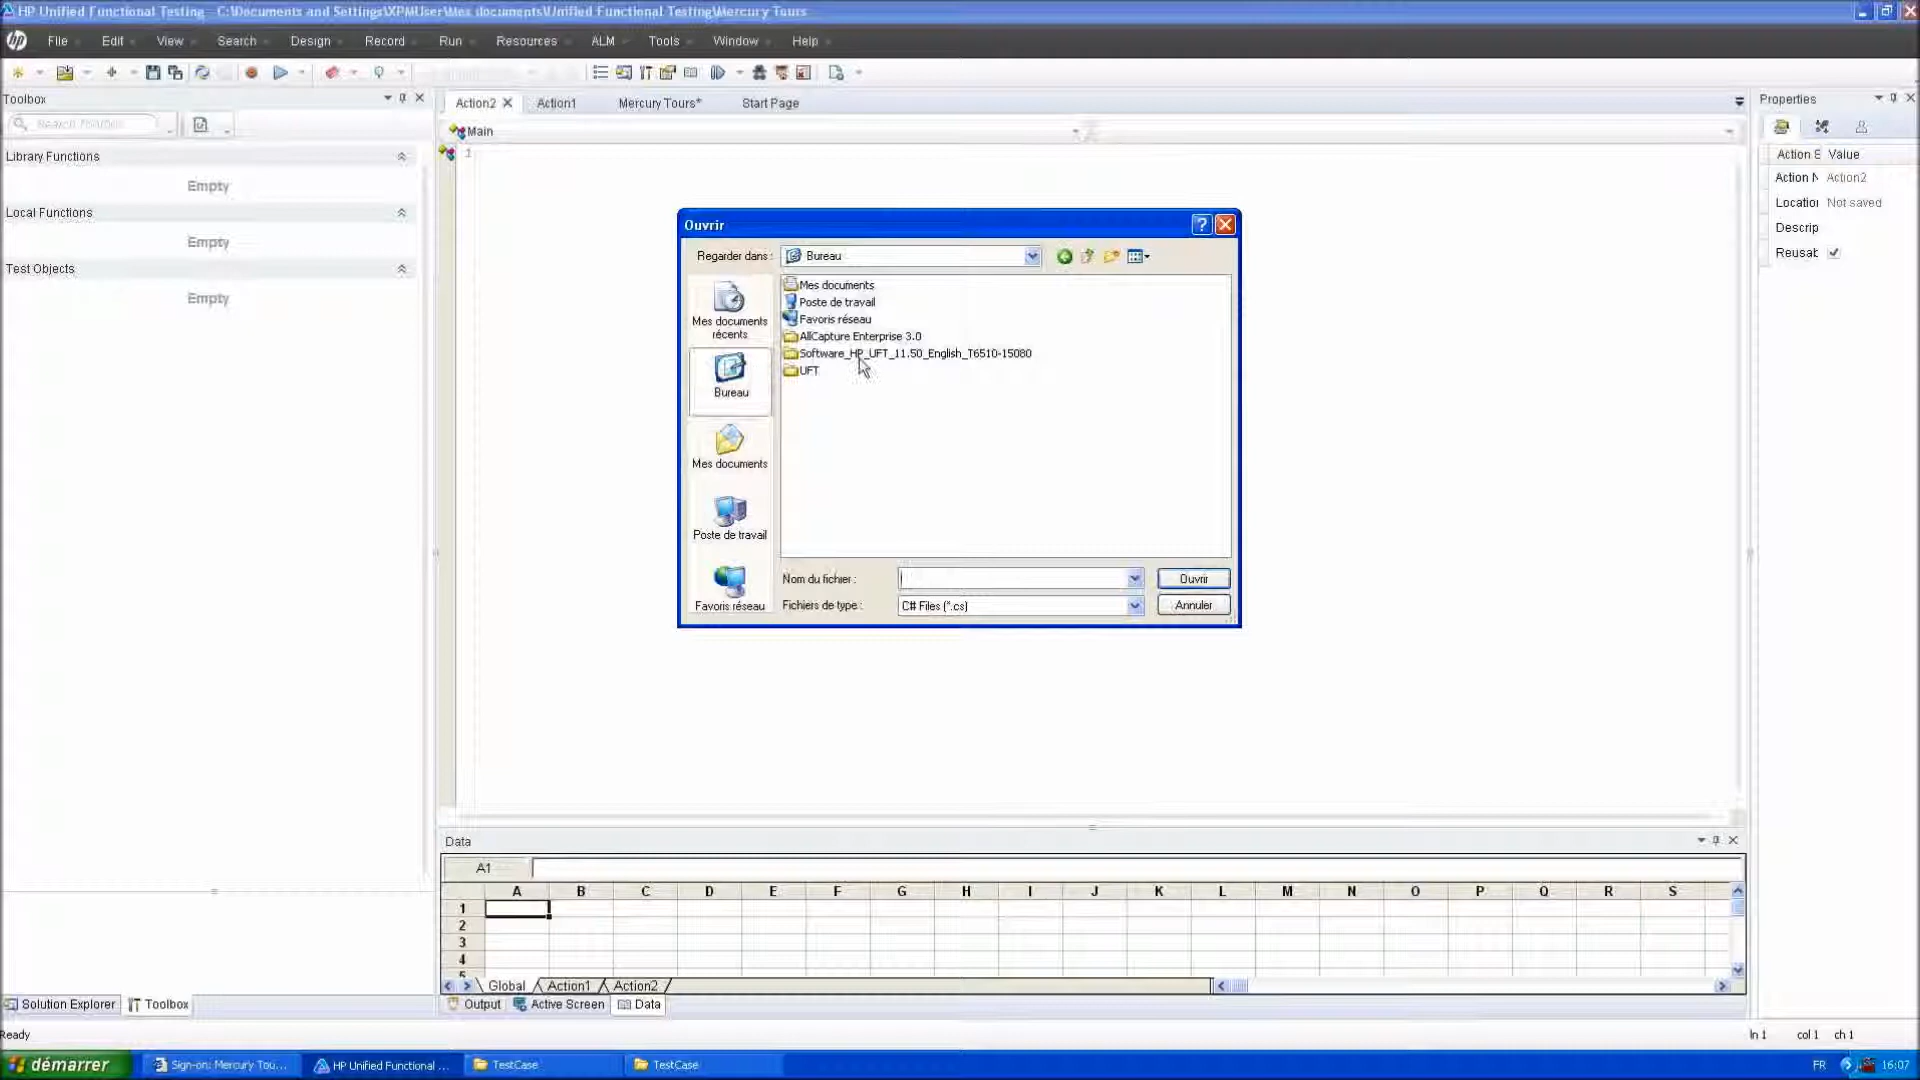 HP Unified Functional Testing - C:\Documents and Settings\XPMUser\Mes documents\Unified Functional Testing\Mercury Tours
File Edit View Search Design Record Run Resources ALM Tools Window Help
Toolbox
Library Functions
Empty
Local Functions
Empty
Test Objects
Empty
Action2 Action1 Mercury Tours* Start Page
Main
1
Properties
Action E Value
Action N Action2
Location Not saved
Descrip
Reusab
Ouvrir
Regarder dans : Bureau
Mes documents récents
Bureau
Mes documents
Poste de travail
Favoris réseau
Mes documents
Poste de travail
Favoris réseau
AllCapture Enterprise 3.0
Software_HP_UFT_11.50_English_T6510-15080
UFT
Nom du fichier : Ouvrir
Fichiers de type : C# Files (*.cs) Annuler
Data
A1
A B C D E F G H I J K L M N O P Q R S
1
2
3
4
5
Global Action1 Action2
Solution Explorer Toolbox
Output Active Screen Data
Ready
ln 1 col 1 ch 1
démarrer Sign-on: Mercury Tou... HP Unified Functional ... TestCase TestCase FR 16:07